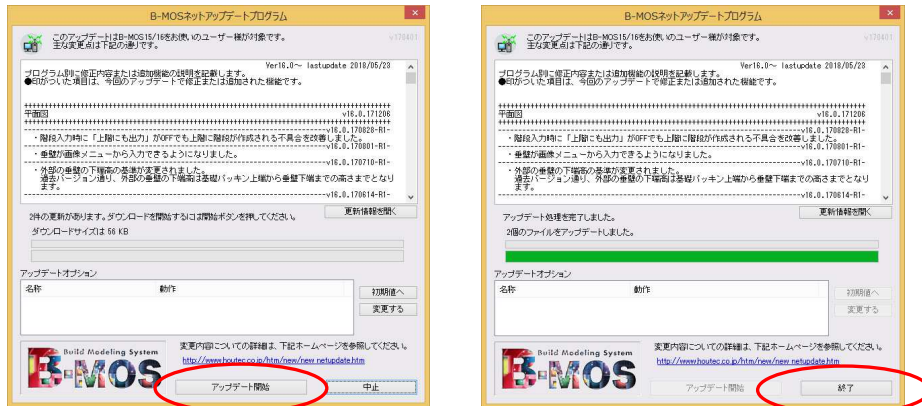 B-MOSネットアップデートプログラム
このアップデートはB-MOS15/16をお使いのユーザー様が対象です。
主な変更点は下記の通りです。
v170401
Ver16.0～ lastupdate 2018/05/23
プログラム別に修正内容または追加機能の説明を記載します。
●印がついた項目は、今回のアップデートで修正または追加された機能です。
平面図 v16.0.171206
v16.0.170828-R1-
・階段入力時に「上階にも出力」がOFFでも上階に階段が作成される不具合を改善しました。
v16.0.170801-R1-
・垂壁が画像メニューから入力できるようになりました。
v16.0.170710-R1-
・外部の垂壁の下端高の基準が変更されました。
過去バージョン通り、外部の垂壁の下端高は基礎パッキン上端から垂壁下端までの高さまでとなり
ます。
v16.0.170614-R1-
2件の更新があります。ダウンロードを開始するには開始ボタンを押してください。
更新情報を開く
ダウンロードサイズは 56 KB
アップデートオプション
名称 動作
初期値へ
変更する
Build Modeling System
B-MOS
変更内容についての詳細は、下記ホームページを参照してください。
http://www.houtec.co.jp/htm/new/new_netupdate.htm
アップデート開始
中止
B-MOSネットアップデートプログラム
このアップデートはB-MOS15/16をお使いのユーザー様が対象です。
主な変更点は下記の通りです。
v170401
Ver16.0～ lastupdate 2018/05/23
プログラム別に修正内容または追加機能の説明を記載します。
●印がついた項目は、今回のアップデートで修正または追加された機能です。
平面図 v16.0.171206
v16.0.170828-R1-
・階段入力時に「上階にも出力」がOFFでも上階に階段が作成される不具合を改善しました。
v16.0.170801-R1-
・垂壁が画像メニューから入力できるようになりました。
v16.0.170710-R1-
・外部の垂壁の下端高の基準が変更されました。
過去バージョン通り、外部の垂壁の下端高は基礎パッキン上端から垂壁下端までの高さまでとなり
ます。
v16.0.170614-R1-
アップデート処理を完了しました。
更新情報を開く
2個のファイルをアップデートしました。
アップデートオプション
名称 動作
初期値へ
変更する
Build Modeling System
B-MOS
変更内容についての詳細は、下記ホームページを参照してください。
http://www.houtec.co.jp/htm/new/new_netupdate.htm
アップデート開始
終了